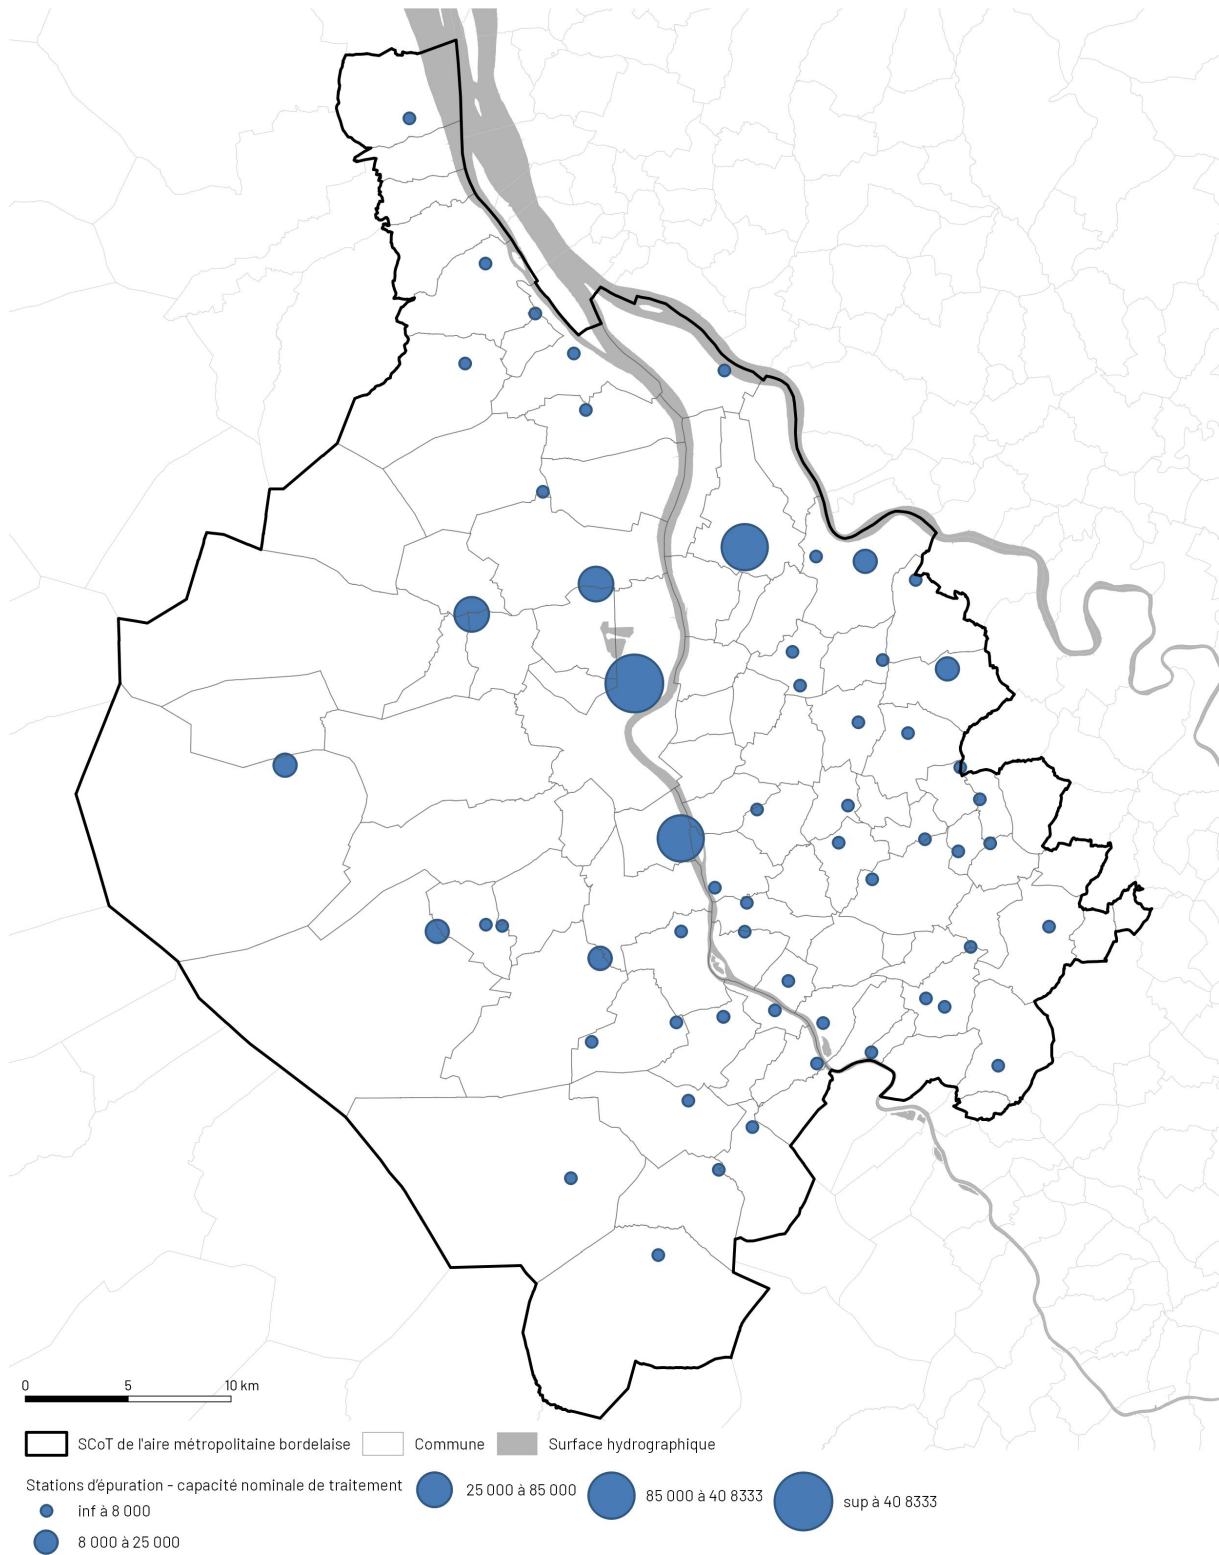 0 5 10 km
SCoT de l'aire métropolitaine bordelaise Commune Surface hydrographique
Stations d'épuration - capacité nominale de traitement
inf à 8 000
8 000 à 25 000
25 000 à 85 000
85 000 à 40 8333
sup à 40 8333